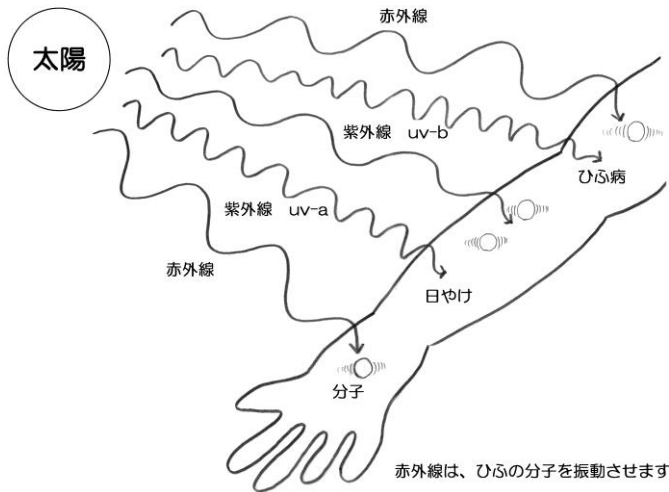 太陽
赤外線
紫外線 uv-b
ひふ病
紫外線 uv-a
赤外線
日やけ
分子
赤外線は、ひふの分子を振動させます